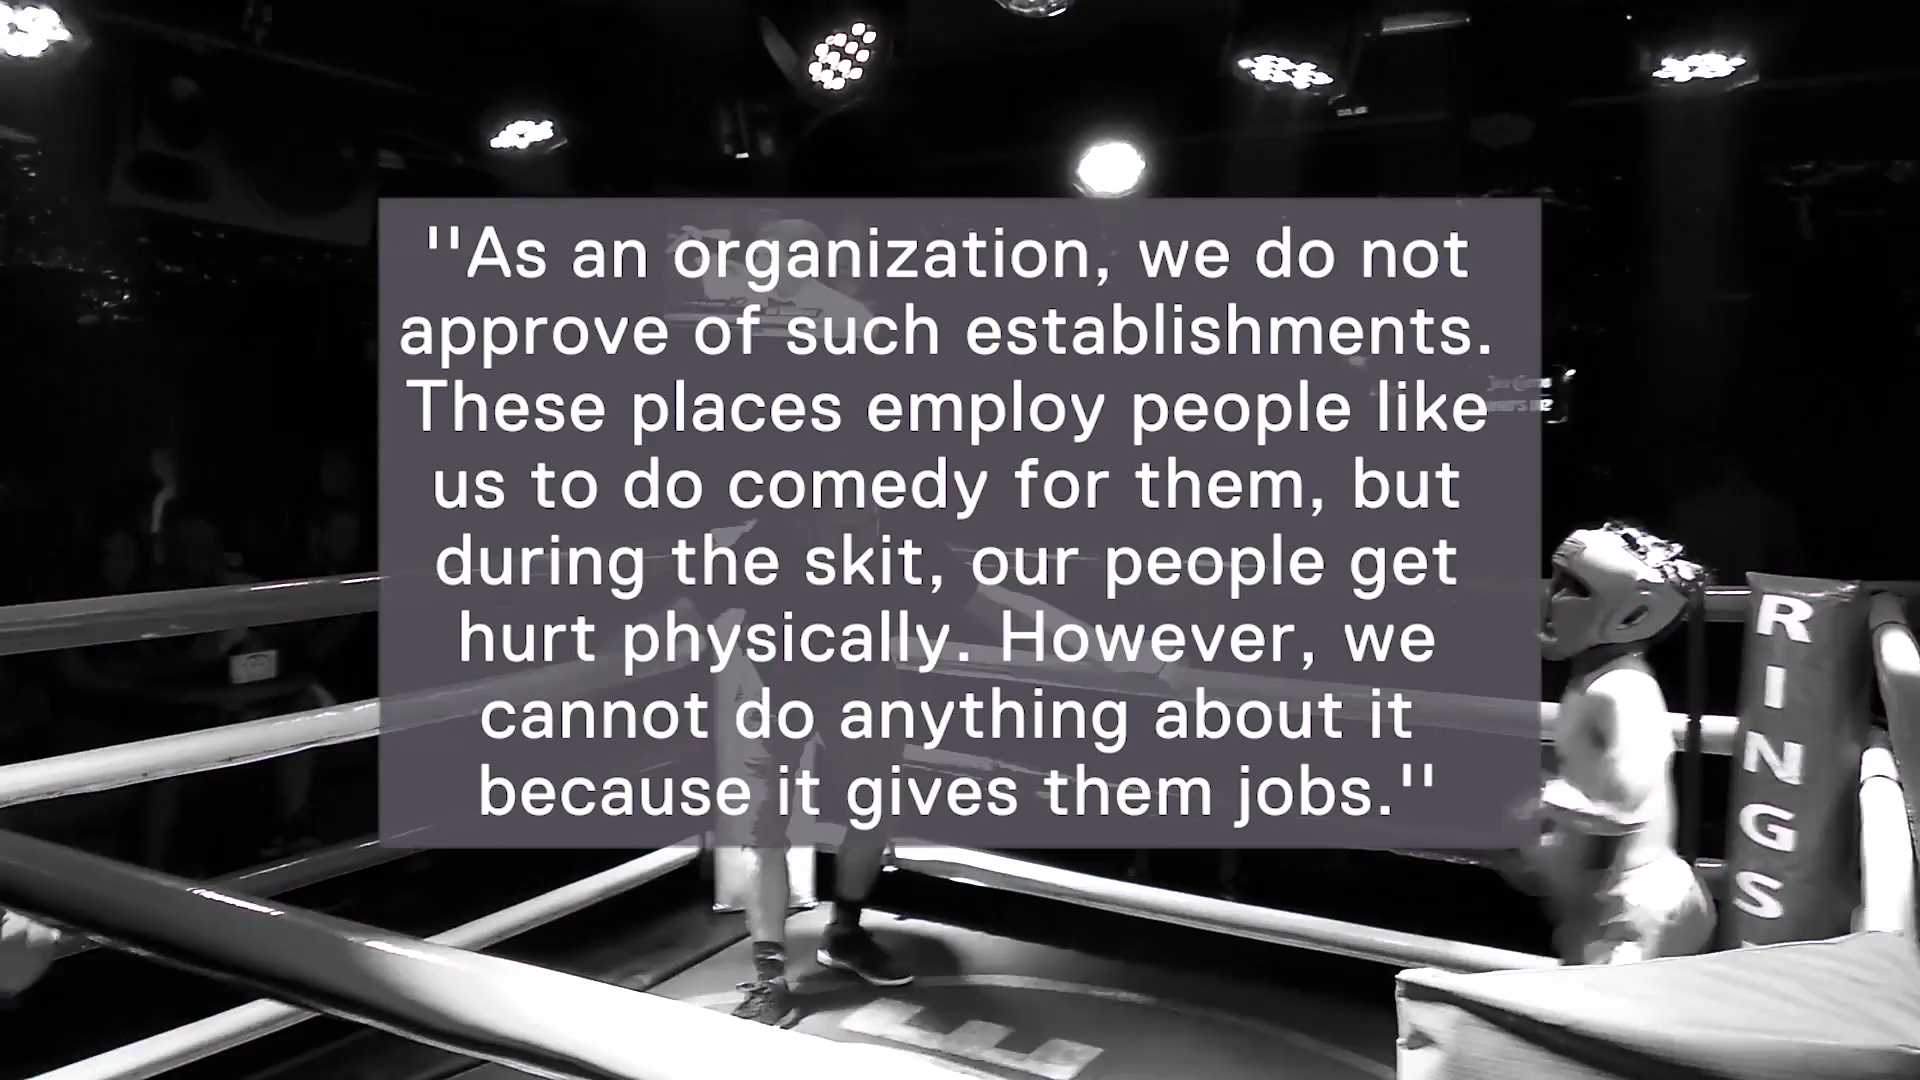 ''As an organization, we do not
approve of such establishments.
These places employ people like
us to do comedy for them, but
during the skit, our people get
hurt physically. However, we
cannot do anything about it
because it gives them jobs.''
RINGS